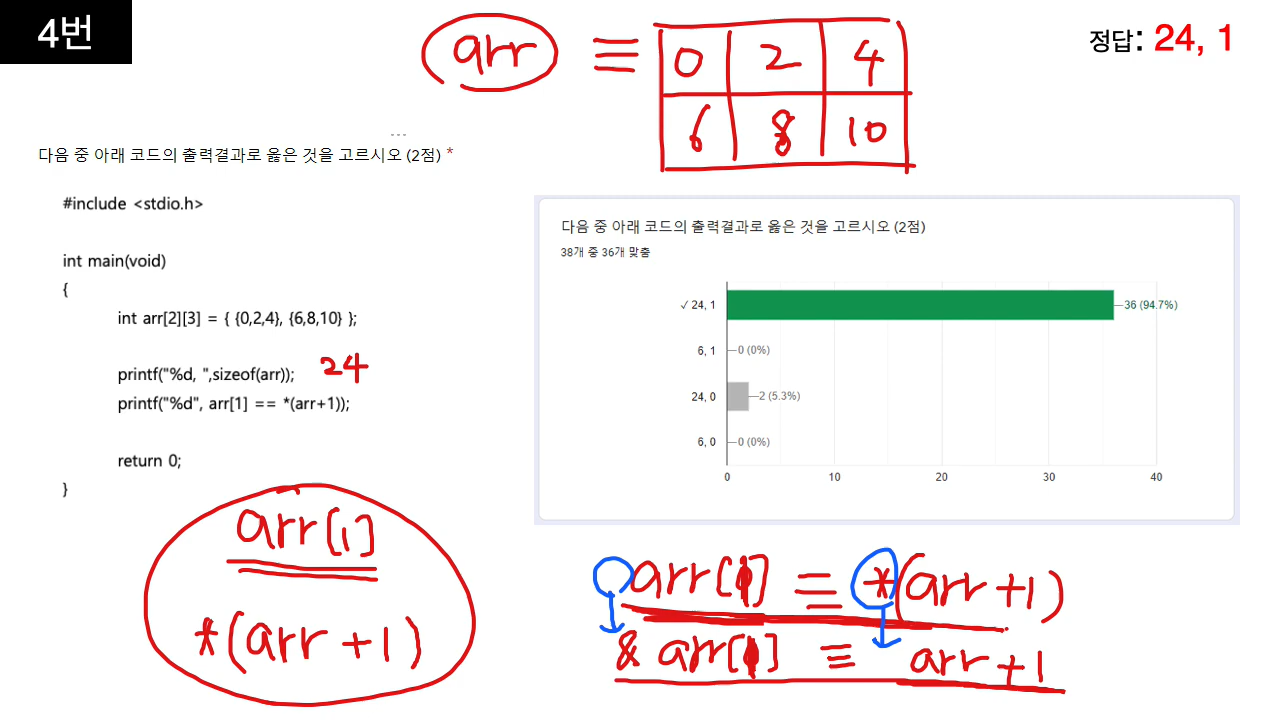 4번
arr ≡
0 2 4
6 8 10
정답: 24, 1
다음 중 아래 코드의 출력결과로 옳은 것을 고르시오 (2점) *
#include <stdio.h>
int main(void)
{
int arr[2][3] = { {0,2,4}, {6,8,10} };
printf("%d, ",sizeof(arr)); 24
printf("%d", arr[1] == *(arr+1));
return 0;
}
다음 중 아래 코드의 출력결과로 옳은 것을 고르시오 (2점)
38개 중 36개 맞춤
✓ 24, 1 36 (94.7%)
6, 1 0 (0%)
24, 0 2 (5.3%)
6, 0 0 (0%)
0 10 20 30 40
arr[1]
*(arr+1)
arr[1] ≡ *(arr+1)
& arr[1] ≡ arr+1